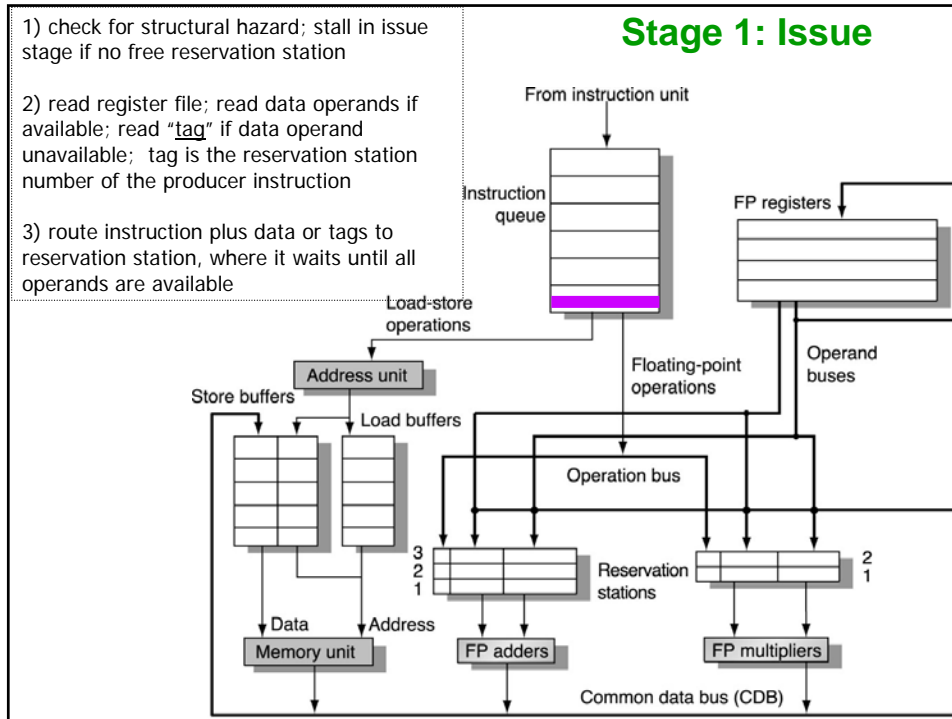 1) check for structural hazard; stall in issue
stage if no free reservation station
2) read register file; read data operands if
available; read “tag” if data operand
unavailable; tag is the reservation station
number of the producer instruction
3) route instruction plus data or tags to
reservation station, where it waits until all
operands are available
Stage 1: Issue
From instruction unit
Instruction
queue
FP registers
Load-store
operations
Floating-point
operations
Operand
buses
Address unit
Store buffers
Load buffers
Operation bus
3
2
1
Reservation
stations
2
1
Data
Address
Memory unit
FP adders
FP multipliers
Common data bus (CDB)